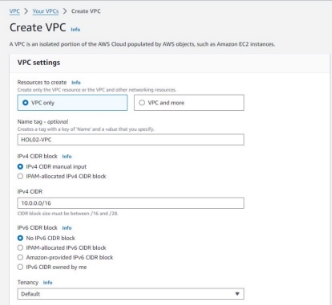 VPC > Your VPCs > Create VPC
Create VPC Info
A VPC is an isolated portion of the AWS Cloud populated by AWS objects, such as Amazon EC2 instances.
VPC settings
Resources to create Info
Create only the VPC resource or the VPC and other networking resources.
VPC only
VPC and more
Name tag - optional
Creates a tag with a key of 'Name' and a value that you specify.
HOL02-VPC
IPv4 CIDR block Info
IPv4 CIDR manual input
IPAM-allocated IPv4 CIDR block
IPv4 CIDR
10.0.0.0/16
CIDR block size must be between /16 and /28.
IPv6 CIDR block Info
No IPv6 CIDR block
IPAM-allocated IPv6 CIDR block
Amazon-provided IPv6 CIDR block
IPv6 CIDR owned by me
Tenancy Info
Default